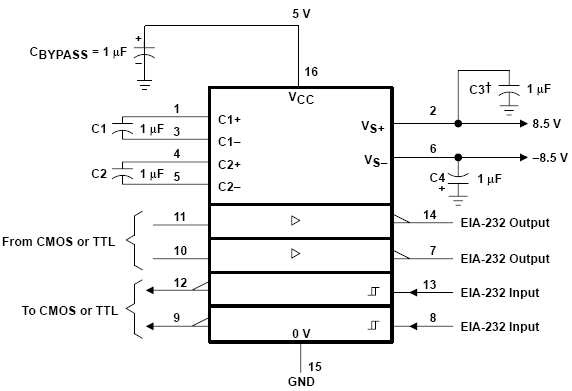 5 V
CBYPASS = 1 µF
+
–
16
VCC
C3† 1 µF
1
C1+
C1 1 µF
3
C1–
2
VS+
8.5 V
4
C2+
C2 1 µF
5
C2–
6
VS–
–8.5 V
C4 1 µF
+
11
14
EIA-232 Output
From CMOS or TTL
10
7
EIA-232 Output
12
13
EIA-232 Input
To CMOS or TTL
9
8
EIA-232 Input
0 V
15
GND